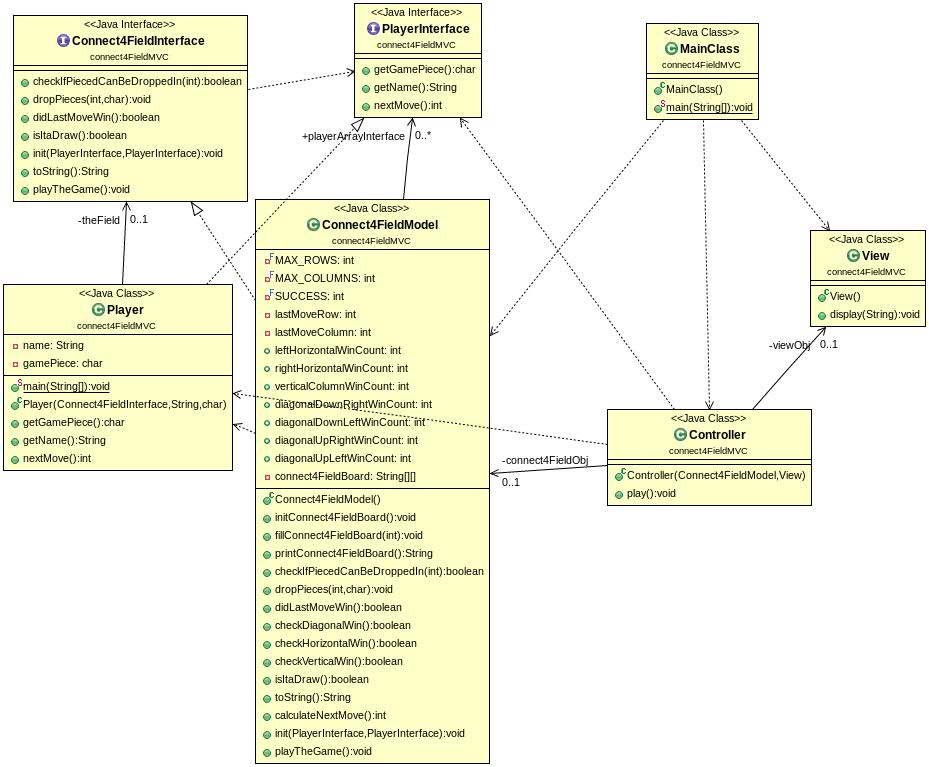 <<Java Interface>>
Connect4FieldInterface
connect4FieldMVC
checkIfPiecedCanBeDroppedIn(int):boolean
dropPieces(int,char):void
didLastMoveWin():boolean
isItaDraw():boolean
init(PlayerInterface,PlayerInterface):void
toString():String
playTheGame():void
<<Java Interface>>
PlayerInterface
connect4FieldMVC
getGamePiece():char
getName():String
nextMove():int
<<Java Class>>
MainClass
connect4FieldMVC
MainClass()
main(String[]):void
+playerArrayInterface
0..*
-theField
0..1
<<Java Class>>
Player
connect4FieldMVC
name: String
gamePiece: char
main(String[]):void
Player(Connect4FieldInterface,String,char)
getGamePiece():char
getName():String
nextMove():int
<<Java Class>>
Connect4FieldModel
connect4FieldMVC
MAX_ROWS: int
MAX_COLUMNS: int
SUCCESS: int
lastMoveRow: int
lastMoveColumn: int
leftHorizontalWinCount: int
rightHorizontalWinCount: int
verticalColumnWinCount: int
diagonalDownRightWinCount: int
diagonalDownLeftWinCount: int
diagonalUpRightWinCount: int
diagonalUpLeftWinCount: int
connect4FieldBoard: String[][]
Connect4FieldModel()
initConnect4FieldBoard():void
fillConnect4FieldBoard(int):void
printConnect4FieldBoard():String
checkIfPiecedCanBeDroppedIn(int):boolean
dropPieces(int,char):void
didLastMoveWin():boolean
checkDiagonalWin():boolean
checkHorizontalWin():boolean
checkVerticalWin():boolean
isItaDraw():boolean
toString():String
calculateNextMove():int
init(PlayerInterface,PlayerInterface):void
playTheGame():void
<<Java Class>>
View
connect4FieldMVC
View()
display(String):void
-viewObj
0..1
<<Java Class>>
Controller
connect4FieldMVC
Controller(Connect4FieldModel,View)
play():void
-connect4FieldObj
0..1